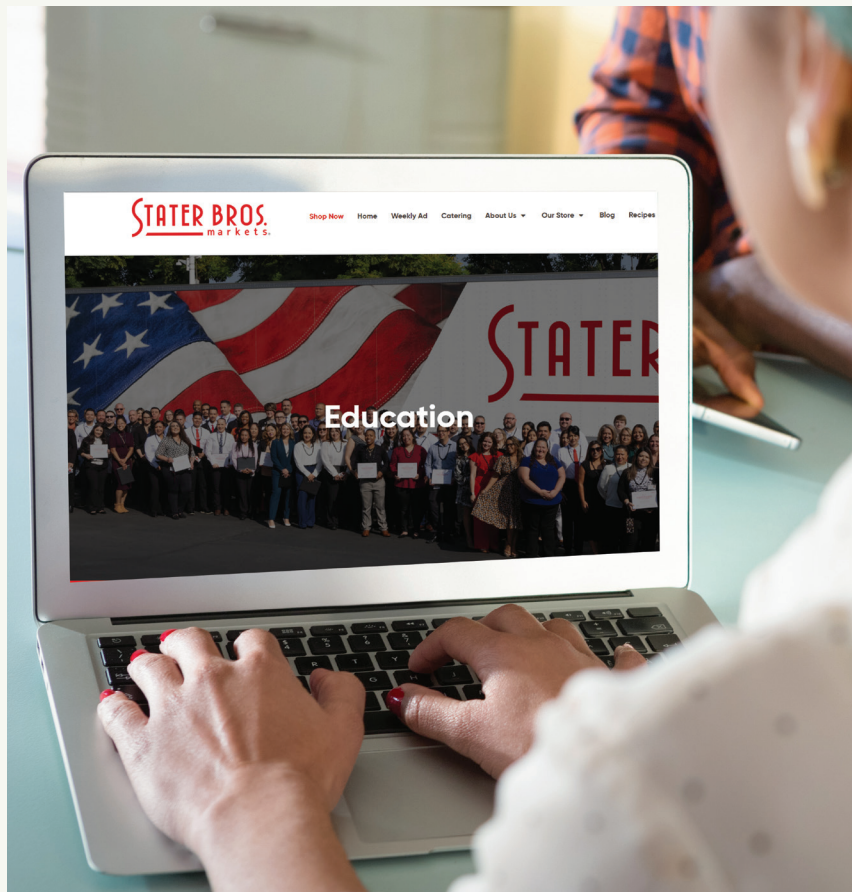 STATER BROS.
markets.
Shop Now Home Weekly Ad Catering About Us Our Store Blog Recipes
STATER
Education